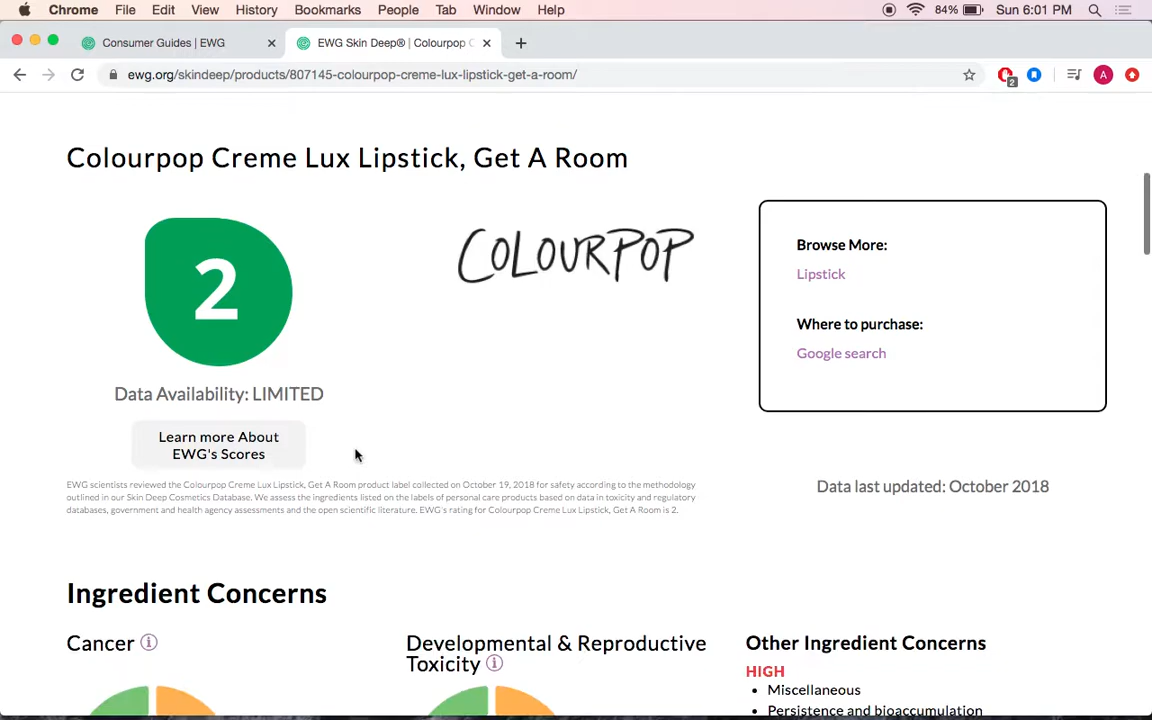 Chrome File Edit View History Bookmarks People Tab Window Help 84% Sun 6:01 PM
Consumer Guides | EWG EWG Skin Deep® | Colourpop C
ewg.org/skindeep/products/807145-colourpop-creme-lux-lipstick-get-a-room/ 2 A
Colourpop Creme Lux Lipstick, Get A Room
2
COLOURPOP
Browse More:
Lipstick
Where to purchase:
Google search
Data Availability: LIMITED
Learn more About
EWG's Scores
EWG scientists reviewed the Colourpop Creme Lux Lipstick, Get A Room product label collected on October 19, 2018 for safety according to the methodology
outlined in our Skin Deep Cosmetics Database. We assess the ingredients listed on the labels of personal care products based on data in toxicity and regulatory
databases, government and health agency assessments and the open scientific literature. EWG's rating for Colourpop Creme Lux Lipstick, Get A Room is 2.
Data last updated: October 2018
Ingredient Concerns
Cancer
Developmental & Reproductive
Toxicity
Other Ingredient Concerns
HIGH
• Miscellaneous
• Persistence and bioaccumulation